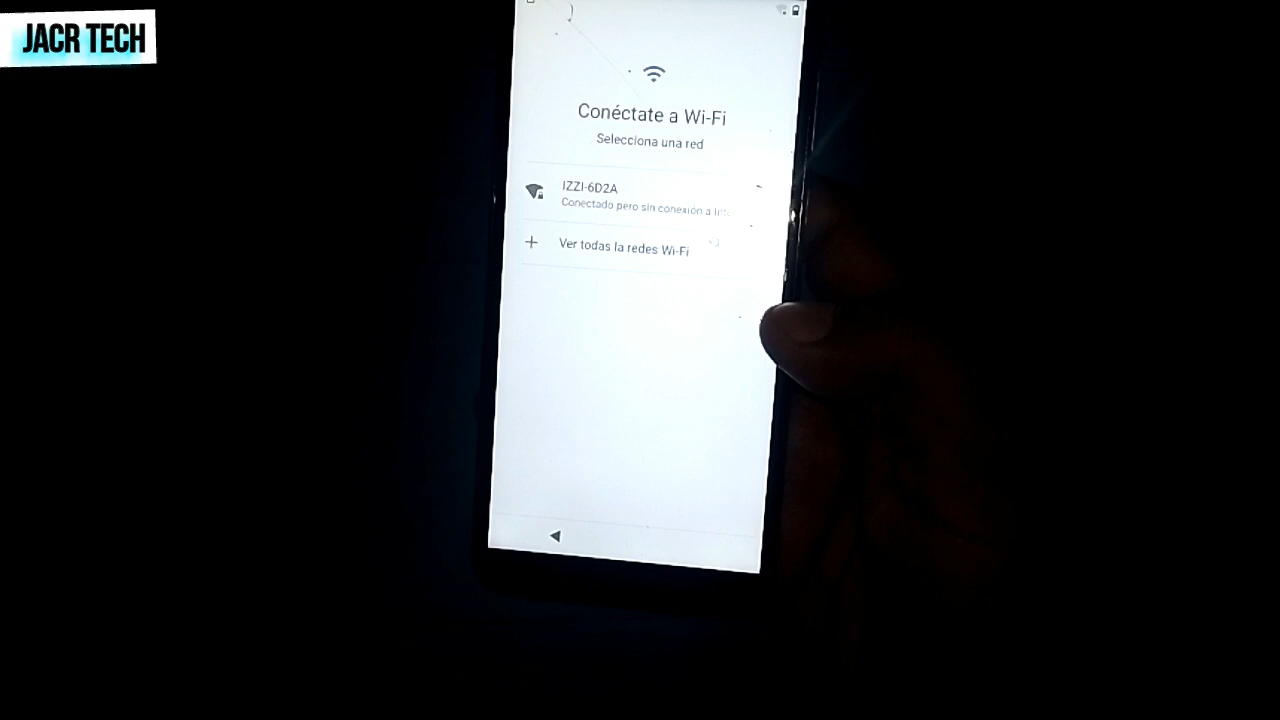 JACR TECH
Conéctate a Wi-Fi
Selecciona una red
IZZI-6D2A
Conectado pero sin conexión a
Ver todas la redes Wi-Fi